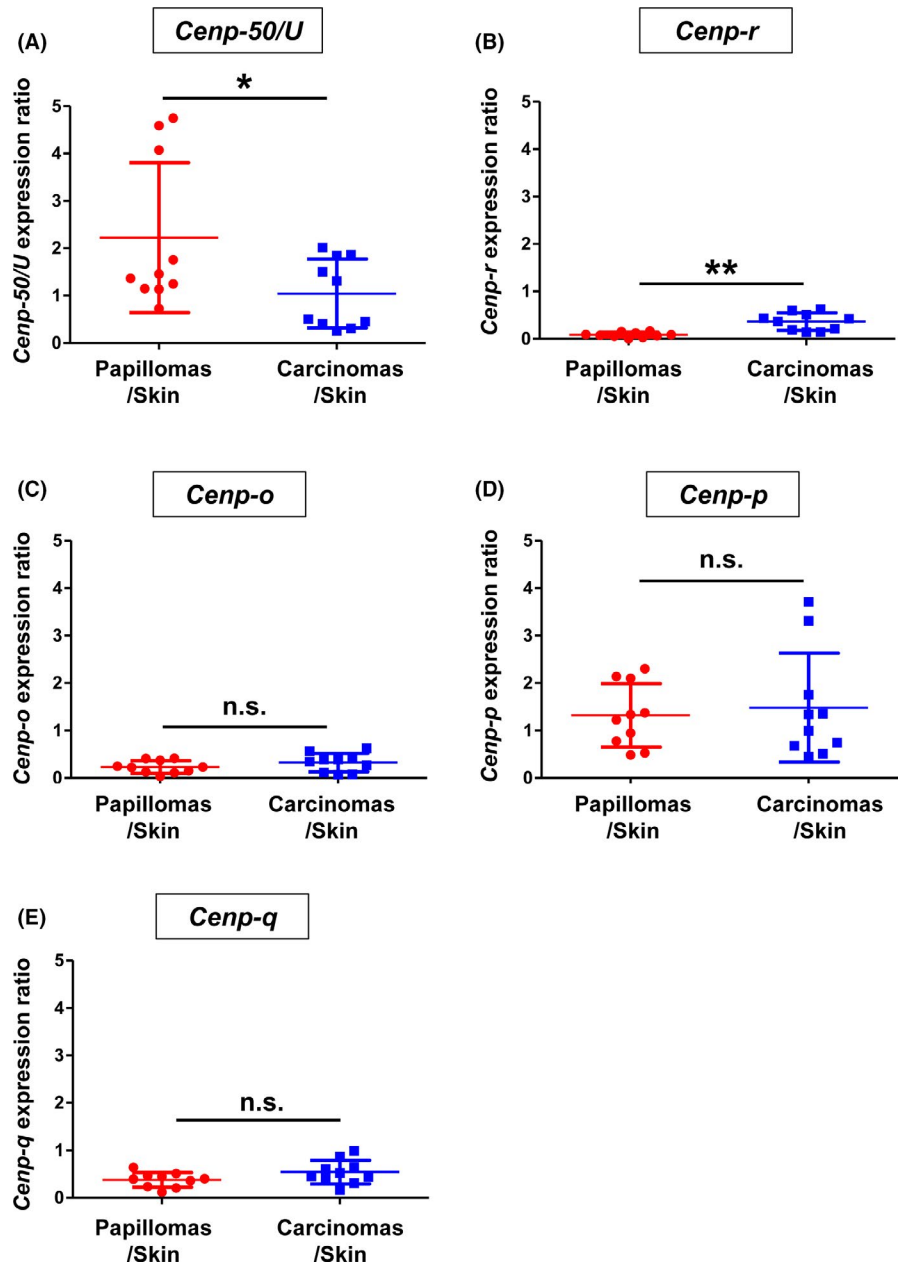 (A)
Cenp-50/U
*
Cenp-50/U expression ratio
5
4
3
2
1
0
Papillomas
/Skin
Carcinomas
/Skin
(B)
Cenp-r
**
Cenp-r expression ratio
5
4
3
2
1
0
Papillomas
/Skin
Carcinomas
/Skin
(C)
Cenp-o
n.s.
Cenp-o expression ratio
5
4
3
2
1
0
Papillomas
/Skin
Carcinomas
/Skin
(D)
Cenp-p
n.s.
Cenp-p expression ratio
5
4
3
2
1
0
Papillomas
/Skin
Carcinomas
/Skin
(E)
Cenp-q
n.s.
Cenp-q expression ratio
5
4
3
2
1
0
Papillomas
/Skin
Carcinomas
/Skin